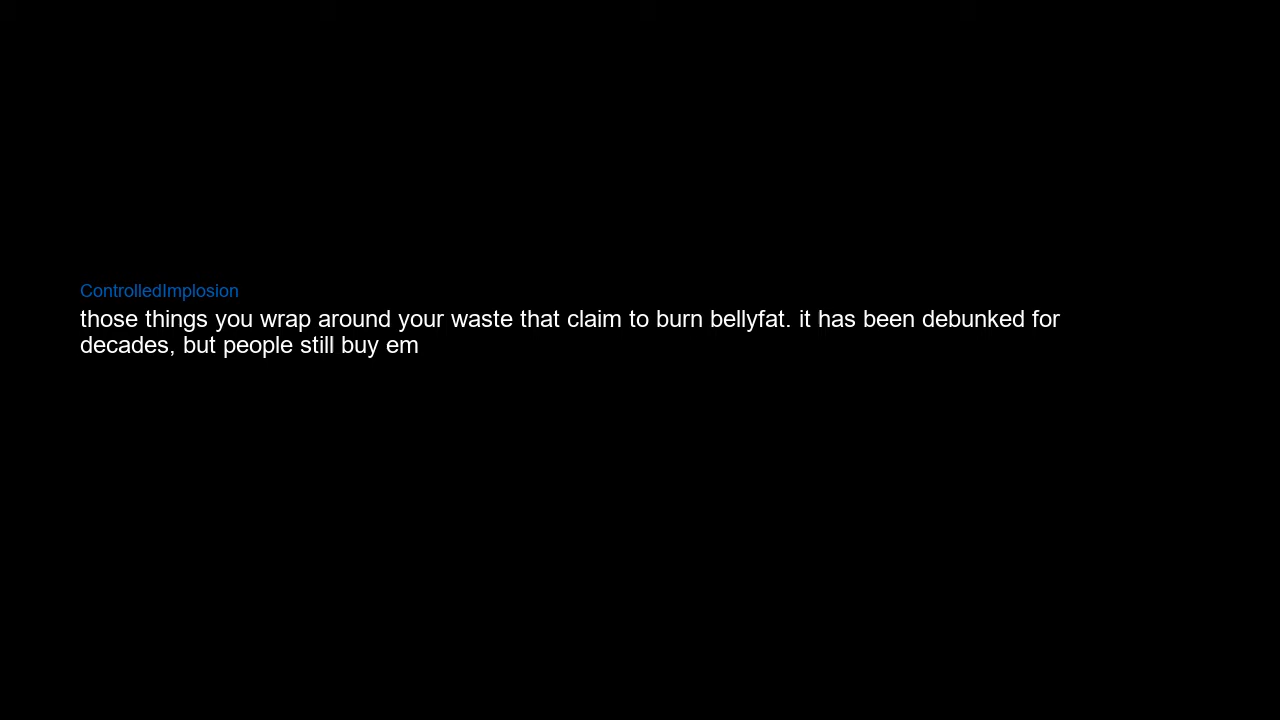 ControlledImplosion
those things you wrap around your waste that claim to burn bellyfat. it has been debunked for
decades, but people still buy em